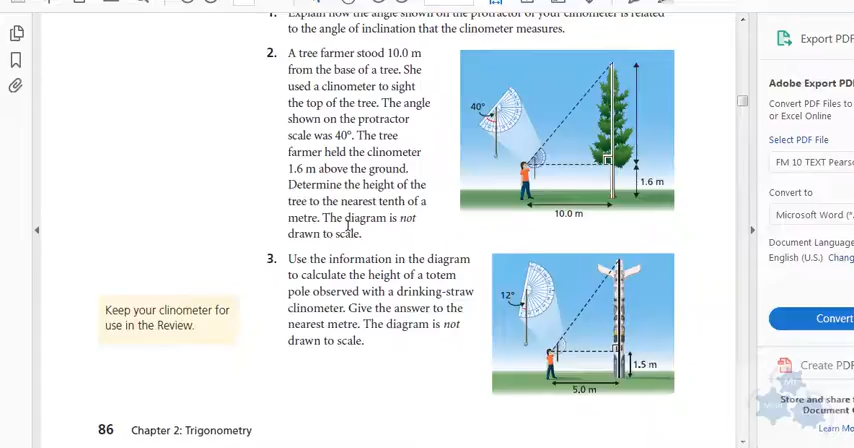 1. Explain how the angle shown on the protractor of your clinometer is related
to the angle of inclination that the clinometer measures.
2. A tree farmer stood 10.0 m
from the base of a tree. She
used a clinometer to sight
the top of the tree. The angle
shown on the protractor
scale was 40°. The tree
farmer held the clinometer
1.6 m above the ground.
Determine the height of the
tree to the nearest tenth of a
metre. The diagram is not
drawn to scale.
40°
1.6 m
10.0 m
3. Use the information in the diagram
to calculate the height of a totem
pole observed with a drinking-straw
clinometer. Give the answer to the
nearest metre. The diagram is not
drawn to scale.
12°
1.5 m
5.0 m
Keep your clinometer for
use in the Review.
86 Chapter 2: Trigonometry
Export PDF
Adobe Export PDF
Convert PDF Files to
or Excel Online
Select PDF File
FM 10 TEXT Pearso
Convert to
Microsoft Word (*.
Document Language
English (U.S.) Chang
Convert
Create PDF
Store and share
Document
Learn Mo